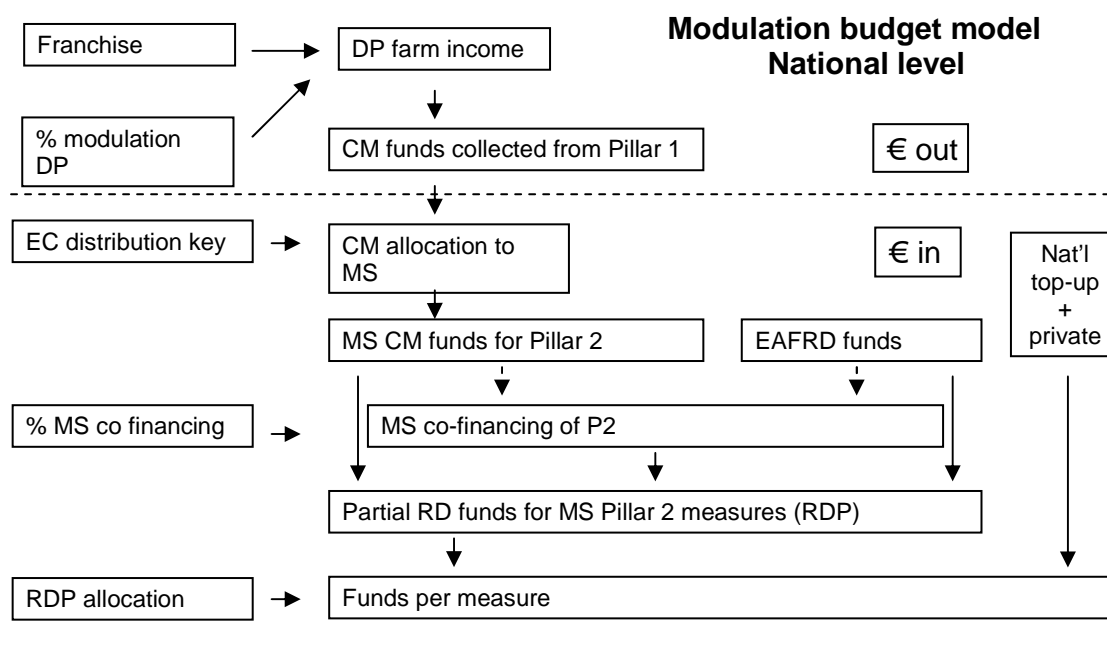 Modulation budget model
National level
Franchise
DP farm income
% modulation
DP
CM funds collected from Pillar 1
€ out
EC distribution key
CM allocation to
MS
€ in
Nat'l
top-up
+
private
MS CM funds for Pillar 2
EAFRD funds
% MS co financing
MS co-financing of P2
Partial RD funds for MS Pillar 2 measures (RDP)
RDP allocation
Funds per measure